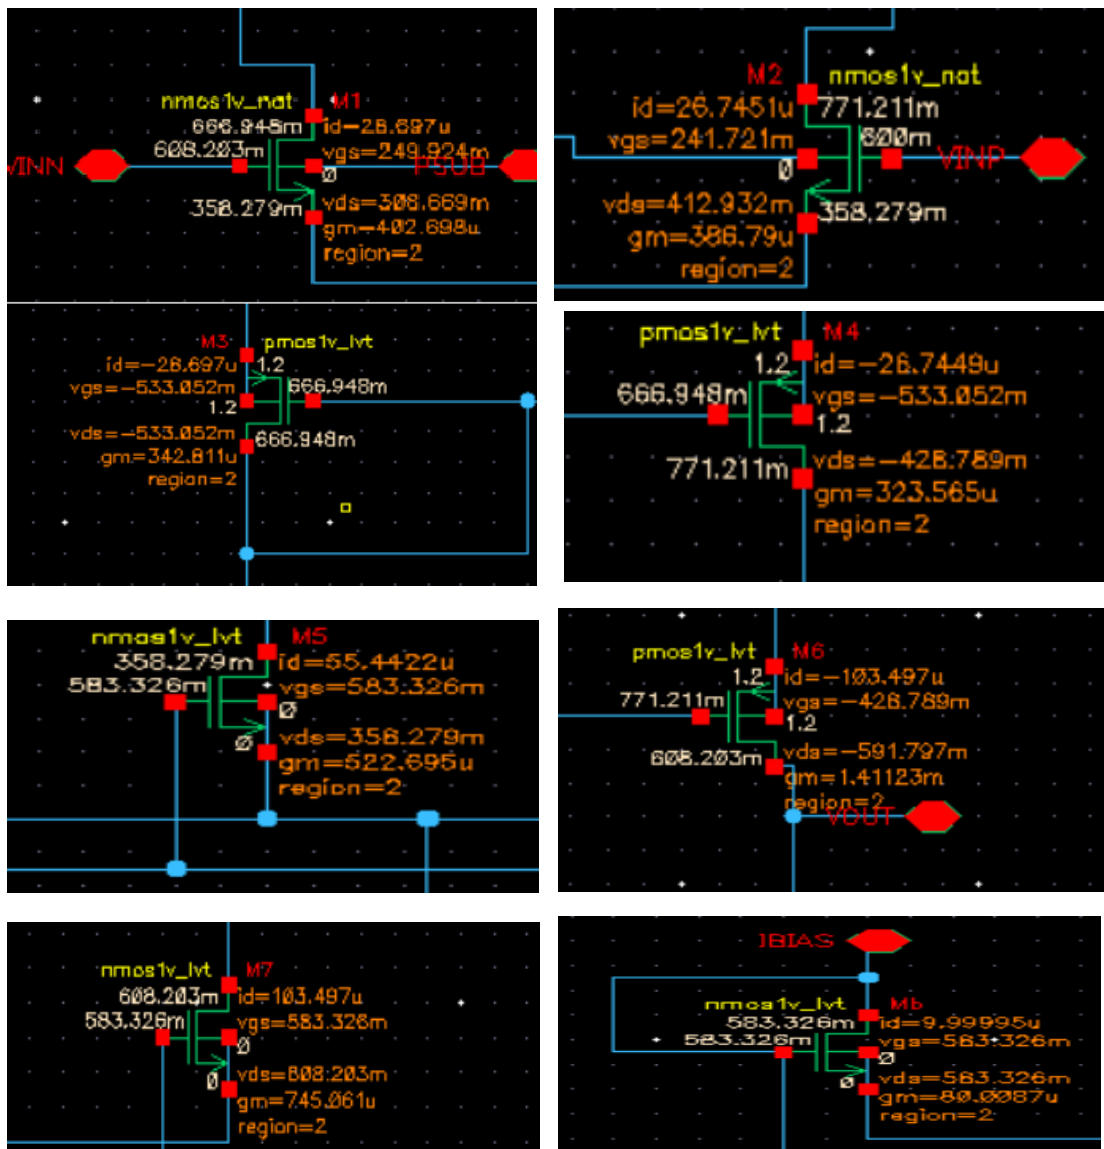 nmos1v_nat M1
666.948m id=28.697u
608.203m vgs=249.924m
VINN PSUB
0
358.279m vds=308.669m
gm=402.698u
region=2
M2 nmos1v_nat
id=26.7451u 771.211m
vgs=241.721m 600m
VINP
0
vds=412.932m 358.279m
gm=386.79u
region=2
M3 pmos1v_lvt
id=-28.697u 1.2
vgs=-533.052m 666.948m
1.2
vds=-533.052m 666.948m
gm=342.811u
region=2
pmos1v_lvt M4
1.2 id=-26.7449u
666.948m vgs=-533.052m
1.2
771.211m vds=-428.789m
gm=323.565u
region=2
nmos1v_lvt M5
358.279m id=55.4422u
583.326m vgs=583.326m
0
0 vds=358.279m
gm=522.695u
region=2
pmos1v_lvt M6
1.2 id=-103.497u
771.211m vgs=-428.789m
1.2
608.203m vds=-591.797m
gm=1.41123m
region=2
VOUT
nmos1v_lvt M7
608.203m id=103.497u
583.326m vgs=583.326m
0
0 vds=608.203m
gm=745.061u
region=2
IBIAS
nmos1v_lvt
583.326m id=9.99995u
583.326m vgs=583.326m
0
0 vds=583.326m
gm=80.0087u
region=2